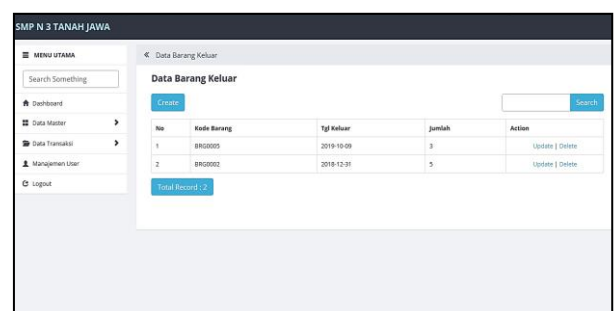 SMP N 3 TANAH JAWA
MENU UTAMA
Search Something
Dashboard
Data Master
Data Transaksi
Manajemen User
Logout
« Data Barang Keluar
Data Barang Keluar
Create
Search
No Kode Barang Tgl Keluar Jumlah Action
1 BRG0005 2019-10-09 3 Update | Delete
2 BRG0002 2018-12-31 5 Update | Delete
Total Record : 2